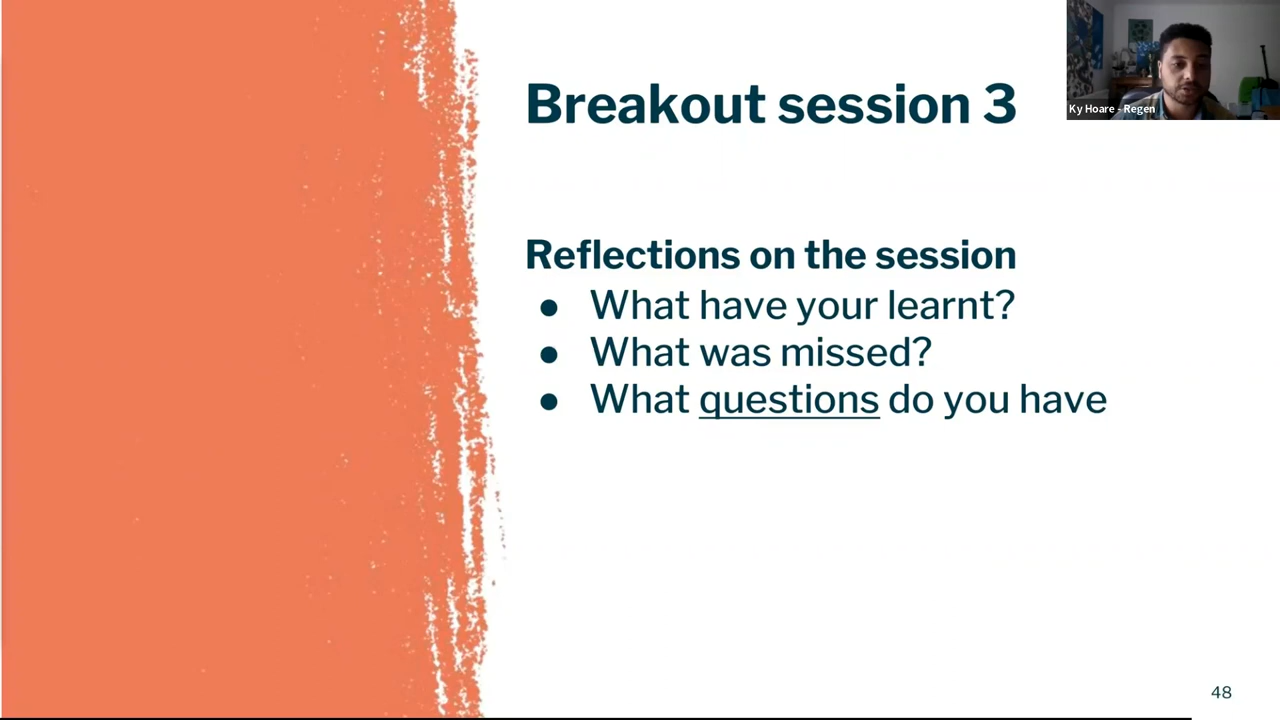 Breakout session 3
Ky Hoare - Regen
Reflections on the session
● What have your learnt?
● What was missed?
● What questions do you have
48